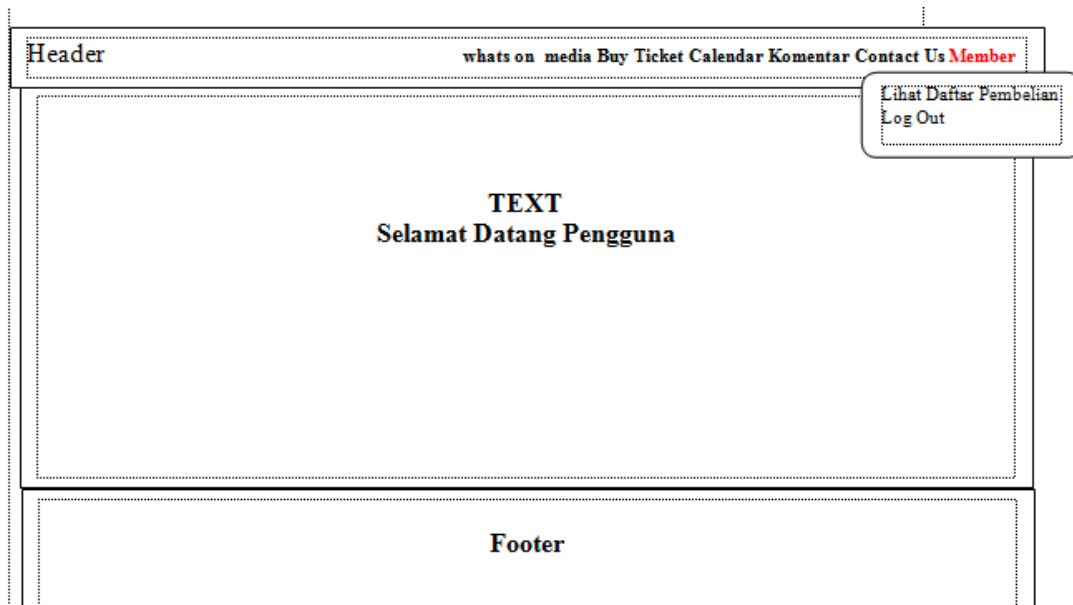 Header
whats on media Buy Ticket Calendar Komentar Contact Us Member
Lihat Daftar Pembelian
Log Out
TEXT
Selamat Datang Pengguna
Footer